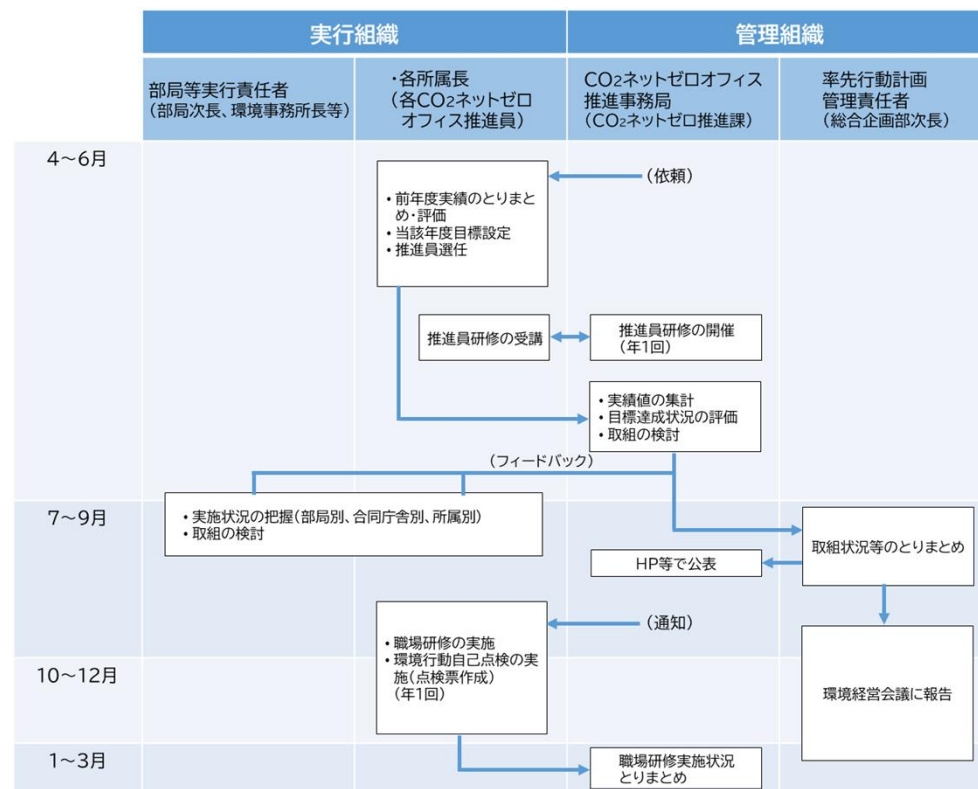 実行組織
管理組織
部局等実行責任者
(部局次長、環境事務所長等)
・各所属長
(各CO2ネットゼロ
オフィス推進員)
CO2ネットゼロオフィス
推進事務局
(CO2ネットゼロ推進課)
率先行動計画
管理責任者
(総合企画部次長)
4～6月
(依頼)
• 前年度実績のとりまと
め・評価
• 当該年度目標設定
• 推進員選任
推進員研修の受講
推進員研修の開催
(年1回)
• 実績値の集計
• 目標達成状況の評価
• 取組の検討
(フィードバック)
7～9月
• 実施状況の把握(部局別、合同庁舎別、所属別)
• 取組の検討
取組状況等のとりまとめ
HP等で公表
(通知)
• 職場研修の実施
• 環境行動自己点検の実
施(点検票作成)
(年1回)
10～12月
環境経営会議に報告
1～3月
職場研修実施状況
とりまとめ